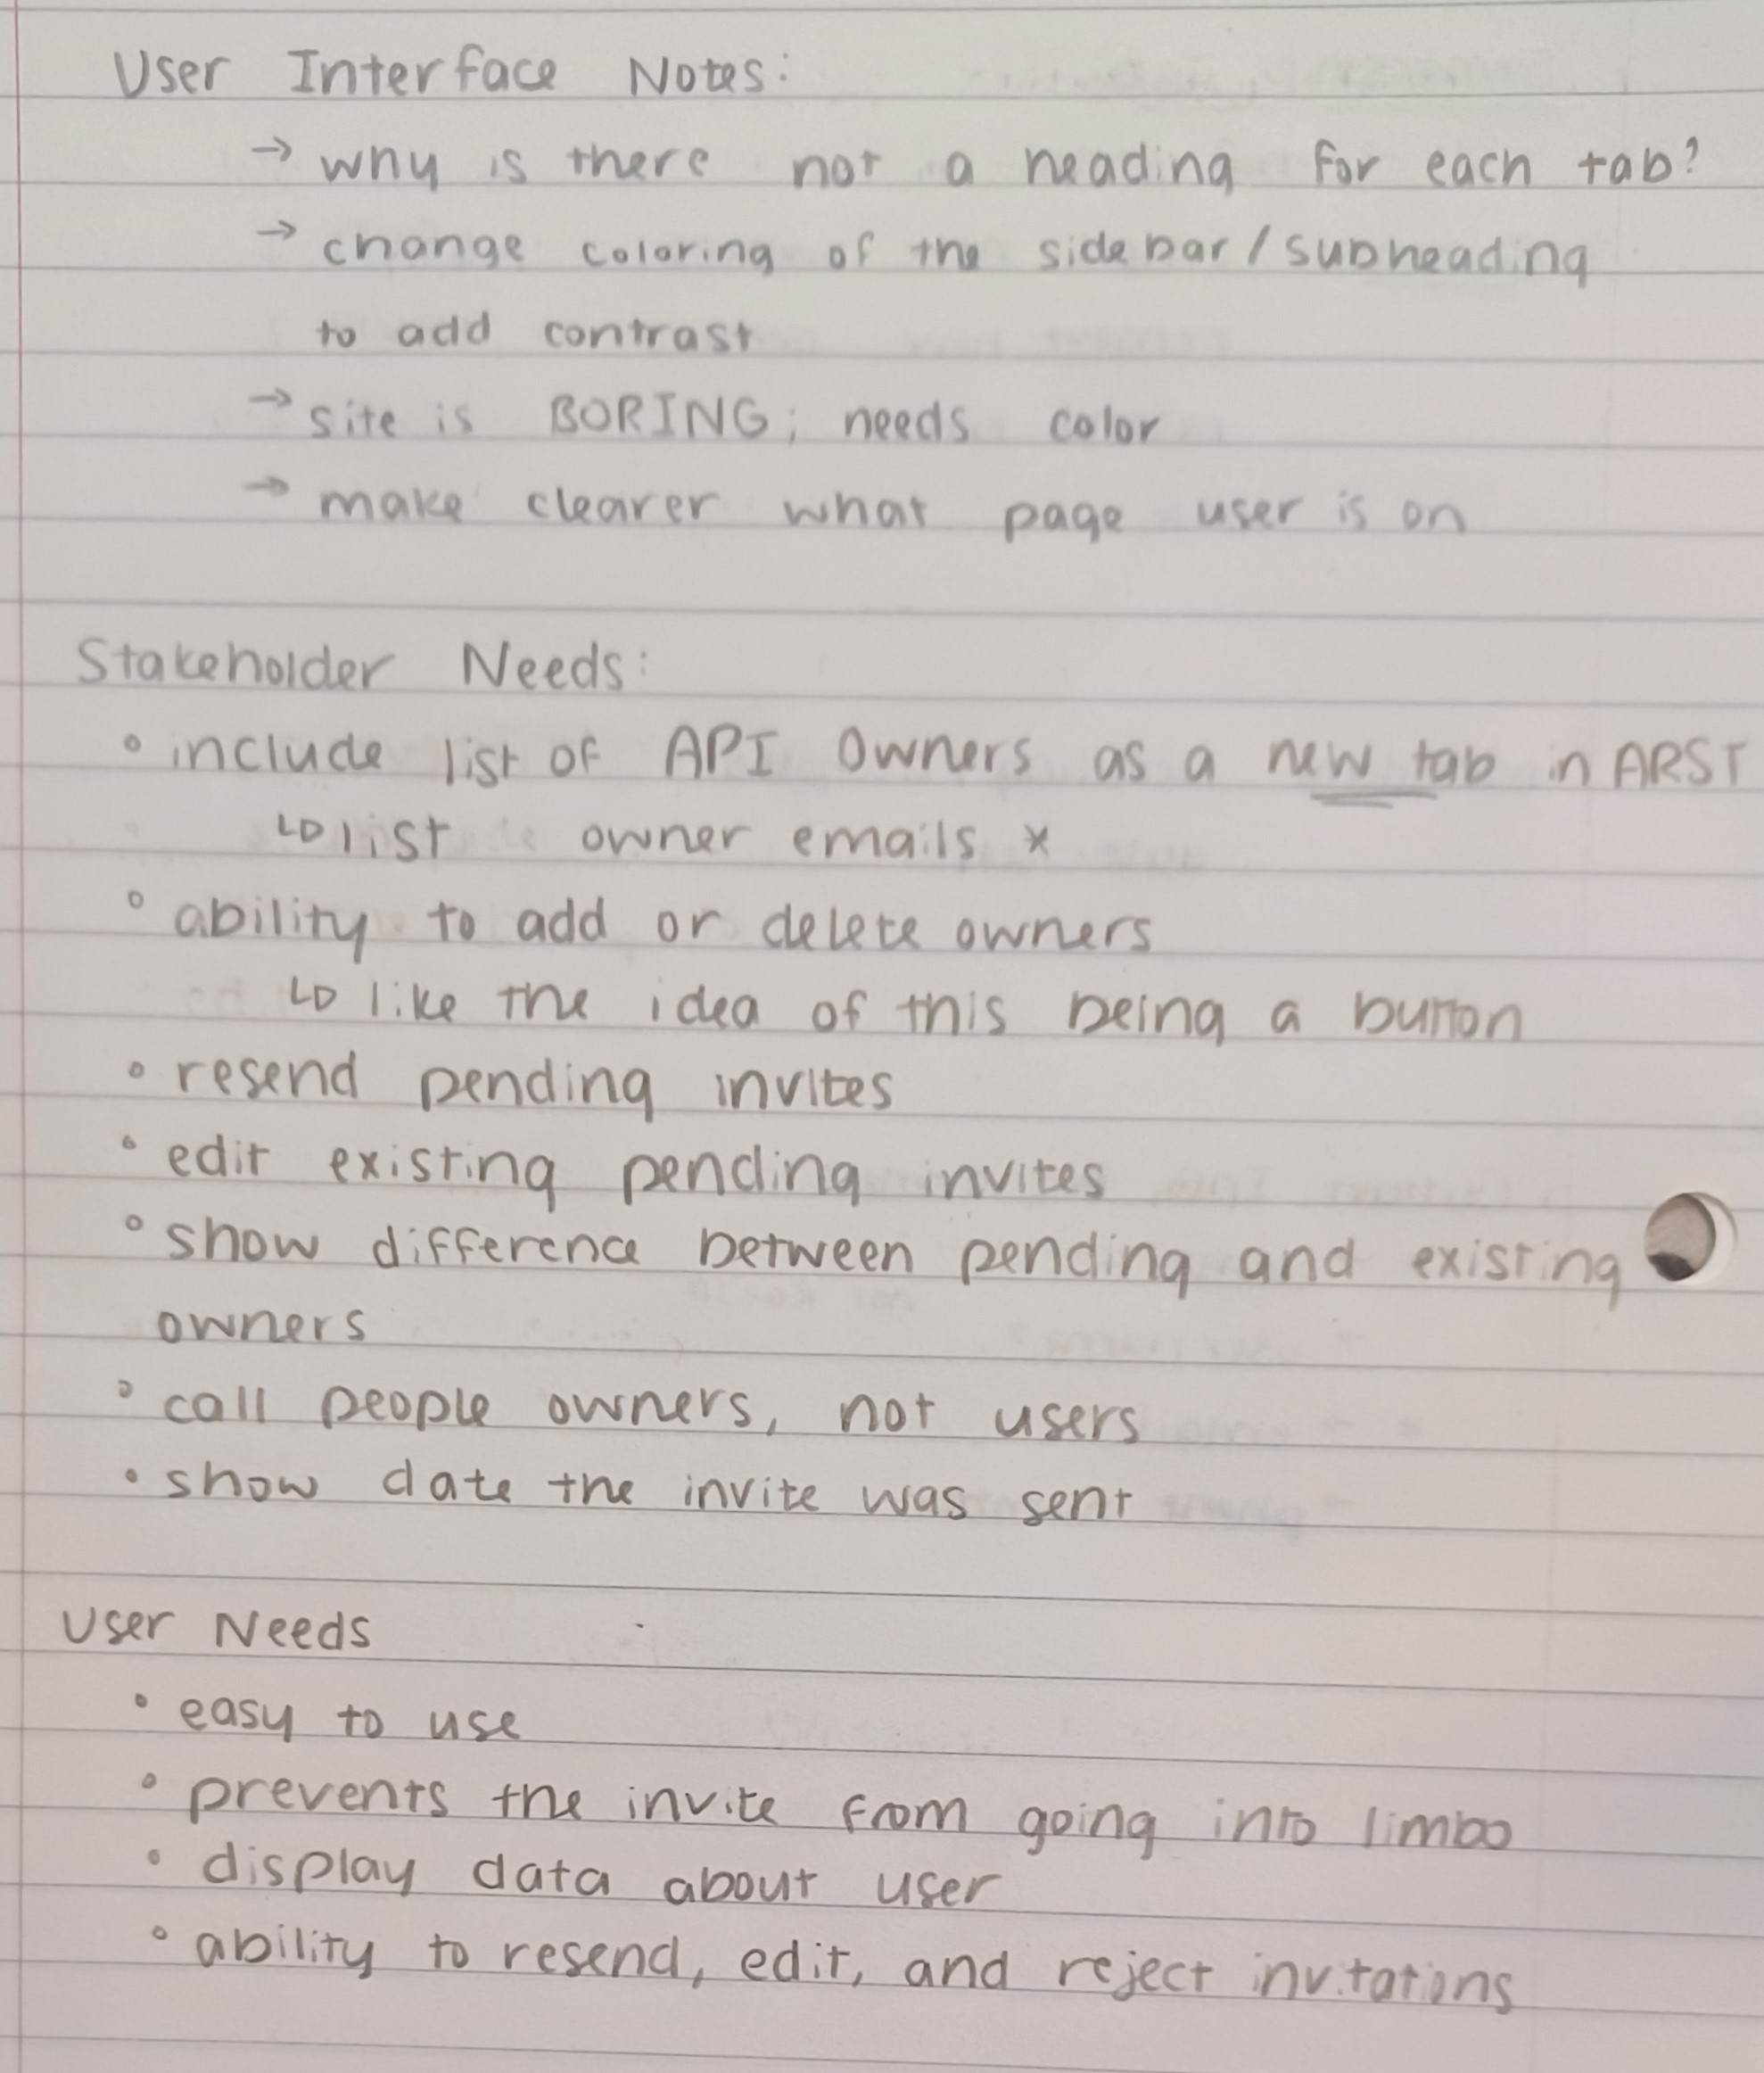 User Interface Notes:
→ why is there not a heading for each tab?
→ change coloring of the sidebar/subheading
to add contrast
→ site is BORING; needs color
→ make clearer what page user is on
Stakeholder Needs:
• include list of API Owners as a new tab in ARST
↳ list owner emails *
• ability to add or delete owners
↳ like the idea of this being a button
• resend pending invites
• edit existing pending invites
• show difference between pending and existing
owners
• call people owners, not users
• show date the invite was sent
User Needs
• easy to use
• prevents the invite from going into limbo
• display data about user
• ability to resend, edit, and reject invitations